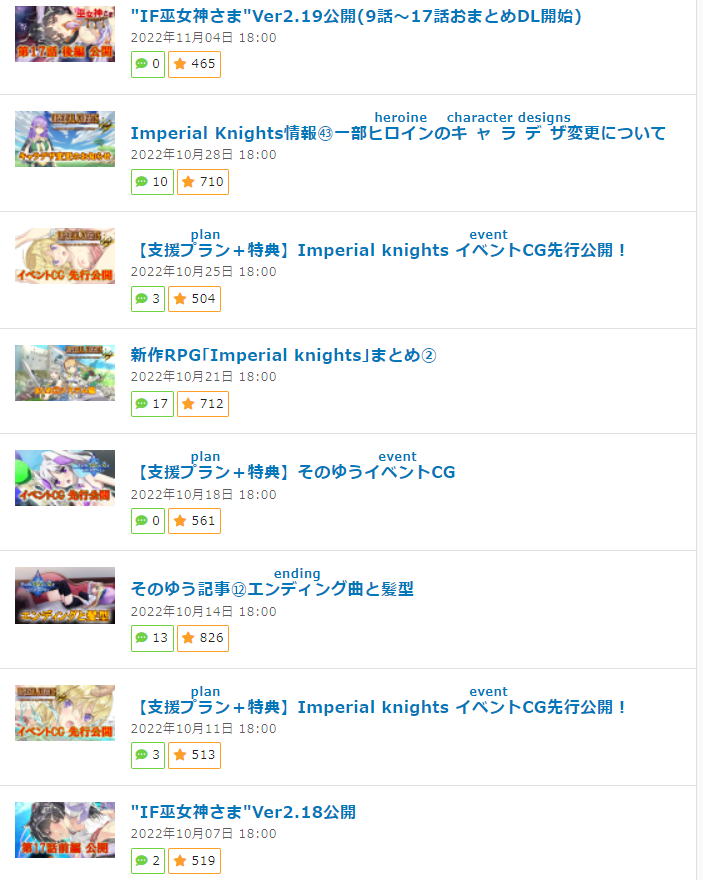 巫女神さま
第17話 後編 公開
"IF巫女神さま"Ver2.19公開(9話～17話おまとめDL開始)
2022年11月04日 18:00
0 465
キャラデザ変更のお知らせ
heroine character designs
Imperial Knights情報㊸一部ヒロインのキャラデザ変更について
2022年10月28日 18:00
10 710
イベントCG 先行公開
plan event
【支援プラン＋特典】Imperial knights イベントCG先行公開！
2022年10月25日 18:00
3 504
新作RPG｢Imperial knights｣まとめ②
2022年10月21日 18:00
17 712
イベントCG 先行公開
plan event
【支援プラン＋特典】そのゆうイベントCG
2022年10月18日 18:00
0 561
エンディングと髪型
ending
そのゆう記事⑫エンディング曲と髪型
2022年10月14日 18:00
13 826
イベントCG 先行公開
plan event
【支援プラン＋特典】Imperial knights イベントCG先行公開！
2022年10月11日 18:00
3 513
第17話前編 公開
"IF巫女神さま"Ver2.18公開
2022年10月07日 18:00
2 519